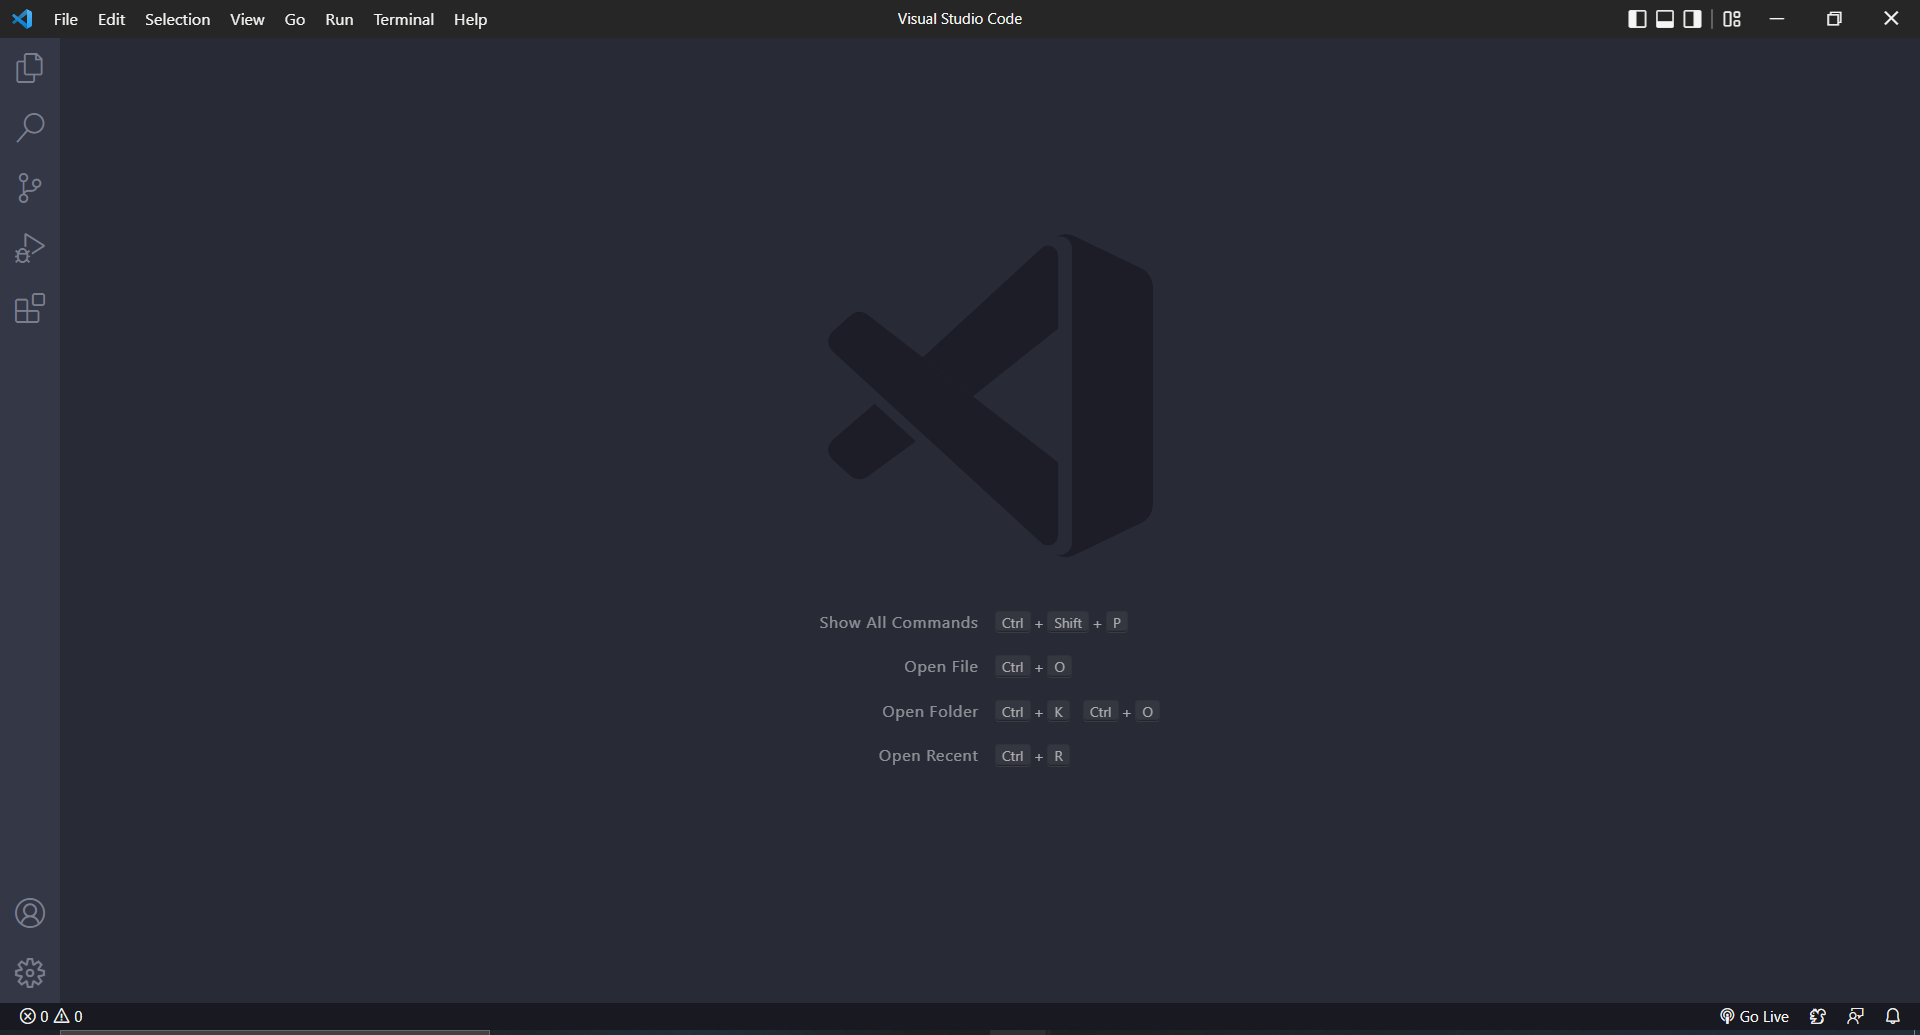 File Edit Selection View Go Run Terminal Help
Visual Studio Code
Show All Commands Ctrl + Shift + P
Open File Ctrl + O
Open Folder Ctrl + K Ctrl + O
Open Recent Ctrl + R
0 0
Go Live